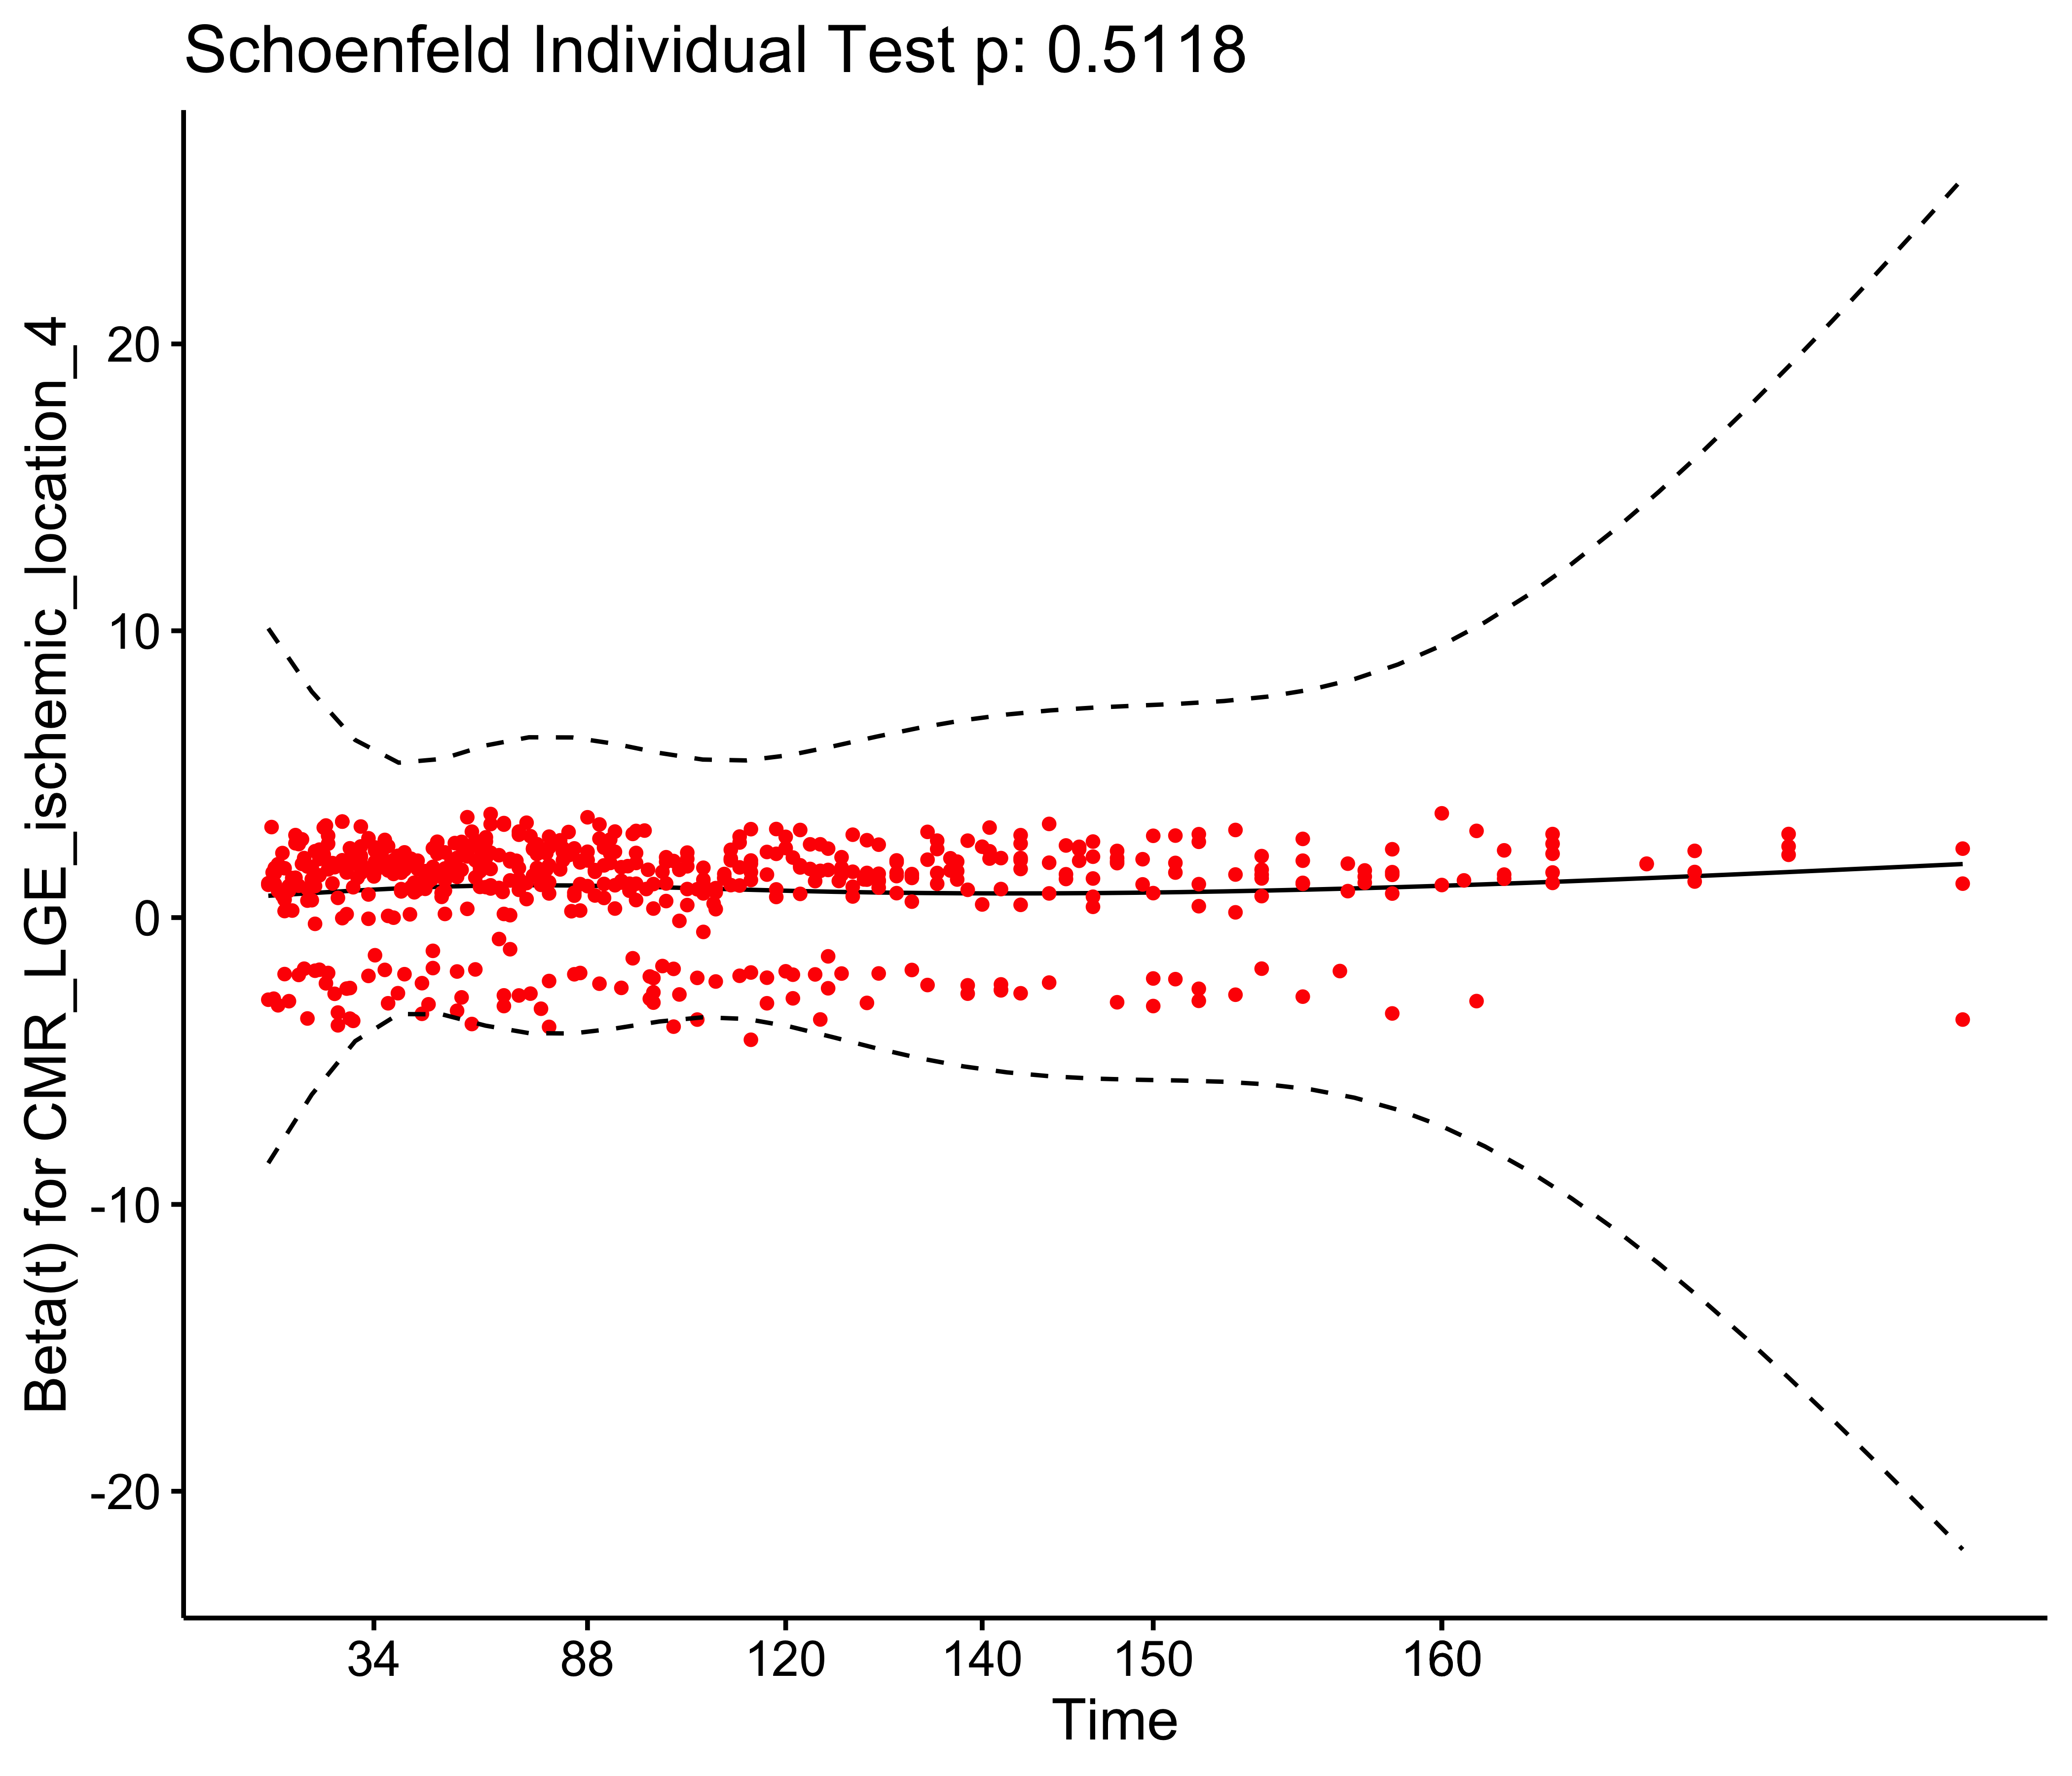 Schoenfeld Individual Test p: 0.5118
Beta(t) for CMR_LGE_ischemic_location_4
20
10
0
-10
-20
34 88 120 140 150 160
Time